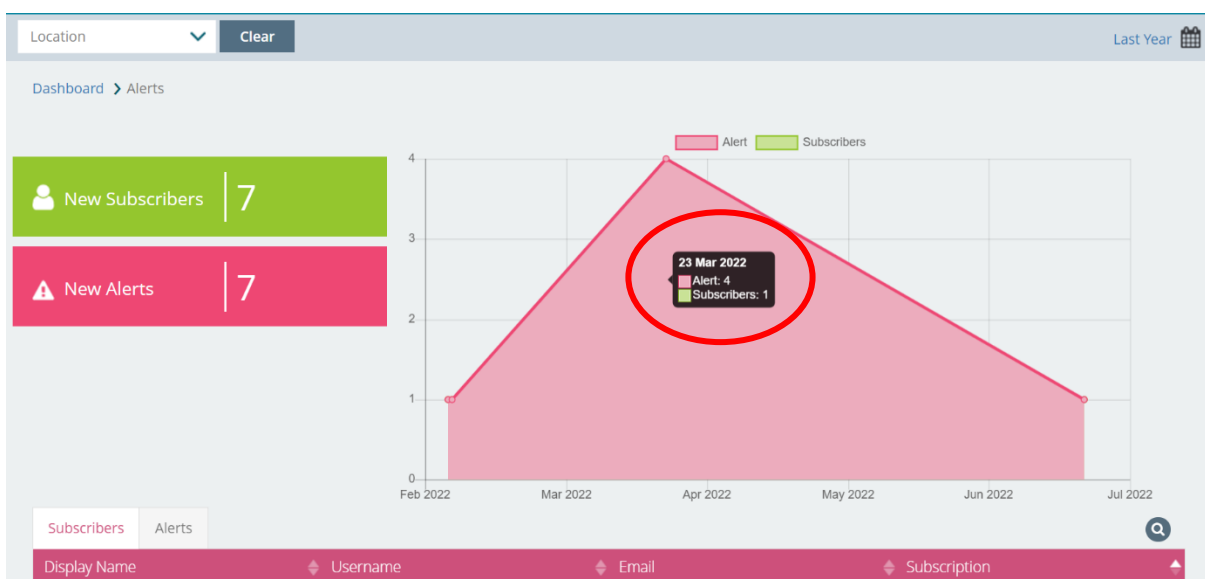 Location
Clear
Last Year
Dashboard
Alerts
New Subscribers
7
New Alerts
7
Alert
Subscribers
4
3
2
1
0
23 Mar 2022
Alert: 4
Subscribers: 1
Feb 2022
Mar 2022
Apr 2022
May 2022
Jun 2022
Jul 2022
Subscribers
Alerts
Display Name
Username
Email
Subscription